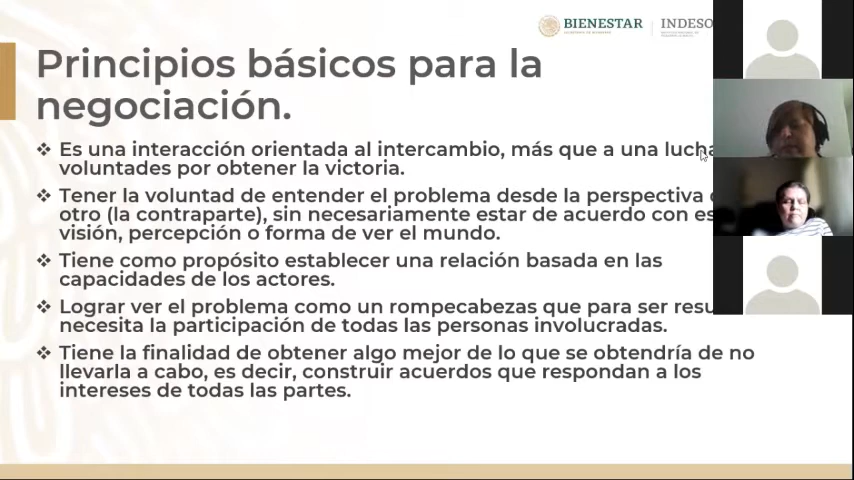 BIENESTAR
INDESO
Principios básicos para la
negociación.
Es una interacción orientada al intercambio, más que a una lucha
voluntades por obtener la victoria.
Tener la voluntad de entender el problema desde la perspectiva
otro (la contraparte), sin necesariamente estar de acuerdo con es
visión, percepción o forma de ver el mundo.
Tiene como propósito establecer una relación basada en las
capacidades de los actores.
Lograr ver el problema como un rompecabezas que para ser resu
necesita la participación de todas las personas involucradas.
Tiene la finalidad de obtener algo mejor de lo que se obtendría de no
llevarla a cabo, es decir, construir acuerdos que respondan a los
intereses de todas las partes.